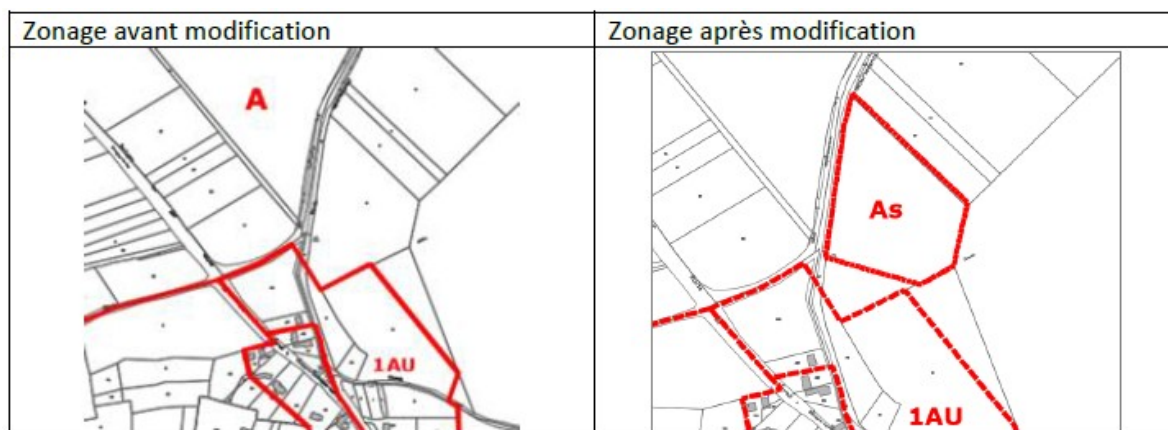 Zonage avant modification
Zonage après modification
A
1AU
As
1AU